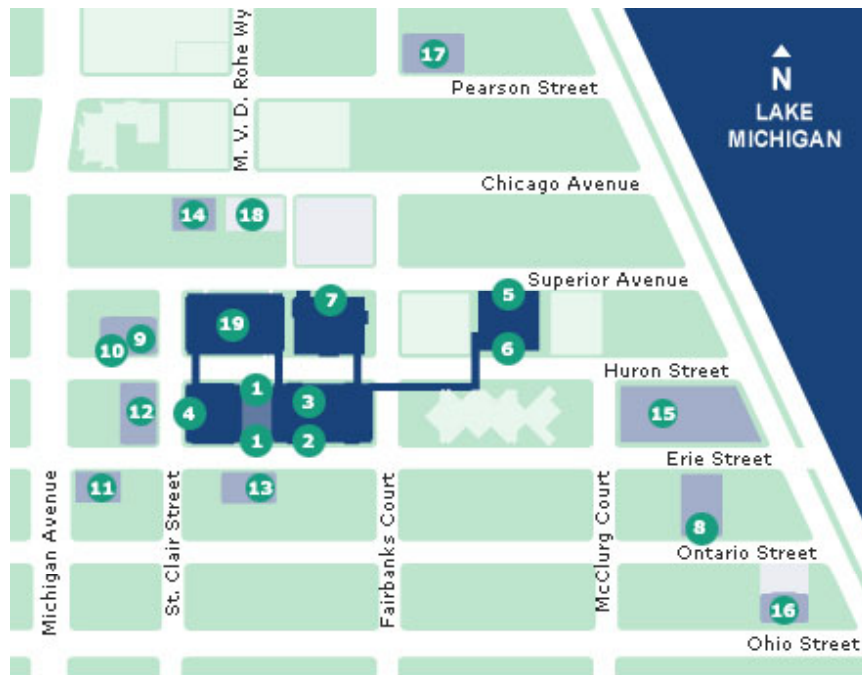 M. V. D. Rohe Wy
17
Pearson Street
N
LAKE
MICHIGAN
Chicago Avenue
14
18
Superior Avenue
5
7
19
9
10
6
Huron Street
1
3
12
4
15
1
2
Erie Street
11
13
8
Ontario Street
Michigan Avenue
St. Clair Street
Fairbanks Court
McClurg Court
16
Ohio Street